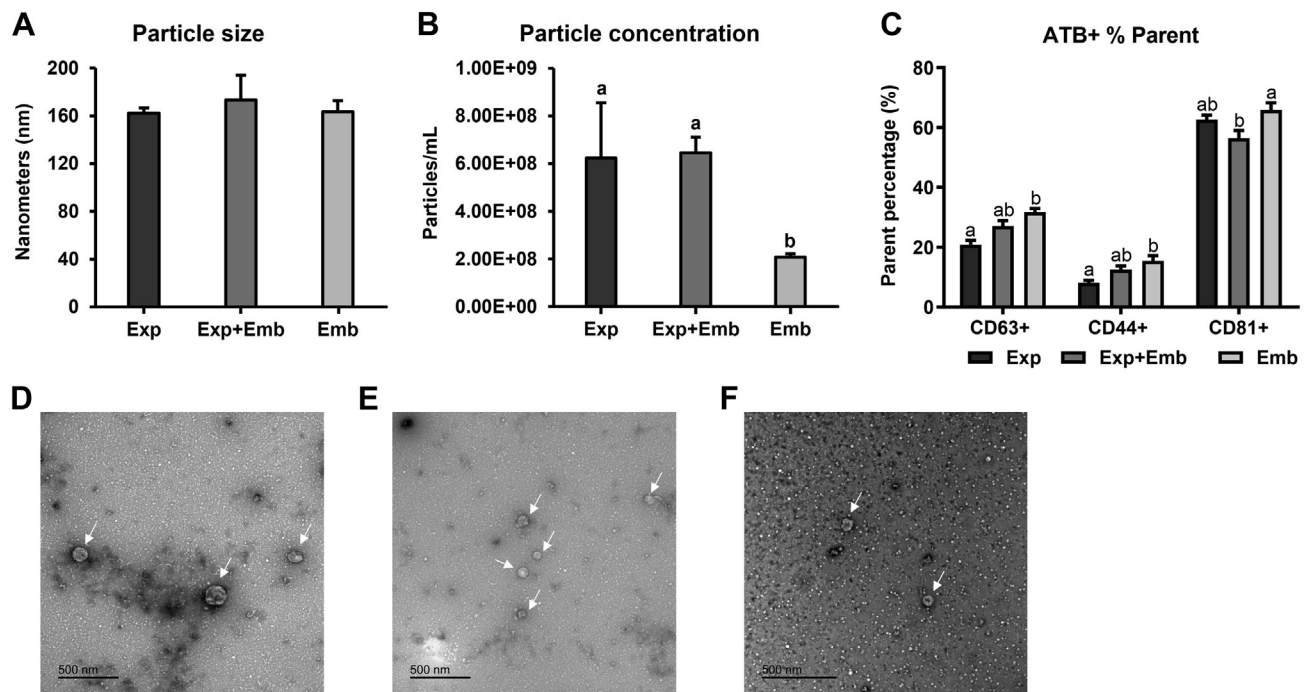 A
Particle size
Nanometers (nm)
200
160
120
80
40
0
Exp
Exp+Emb
Emb
B
Particle concentration
Particles/mL
1.00E+09
8.00E+08
6.00E+08
4.00E+08
2.00E+08
0.00E+00
a
a
b
Exp
Exp+Emb
Emb
C
ATB+ % Parent
Parent percentage (%)
80
60
40
20
0
a
ab
b
a
ab
b
ab
b
a
CD63+
CD44+
CD81+
Exp
Exp+Emb
Emb
D
500 nm
E
500 nm
F
500 nm